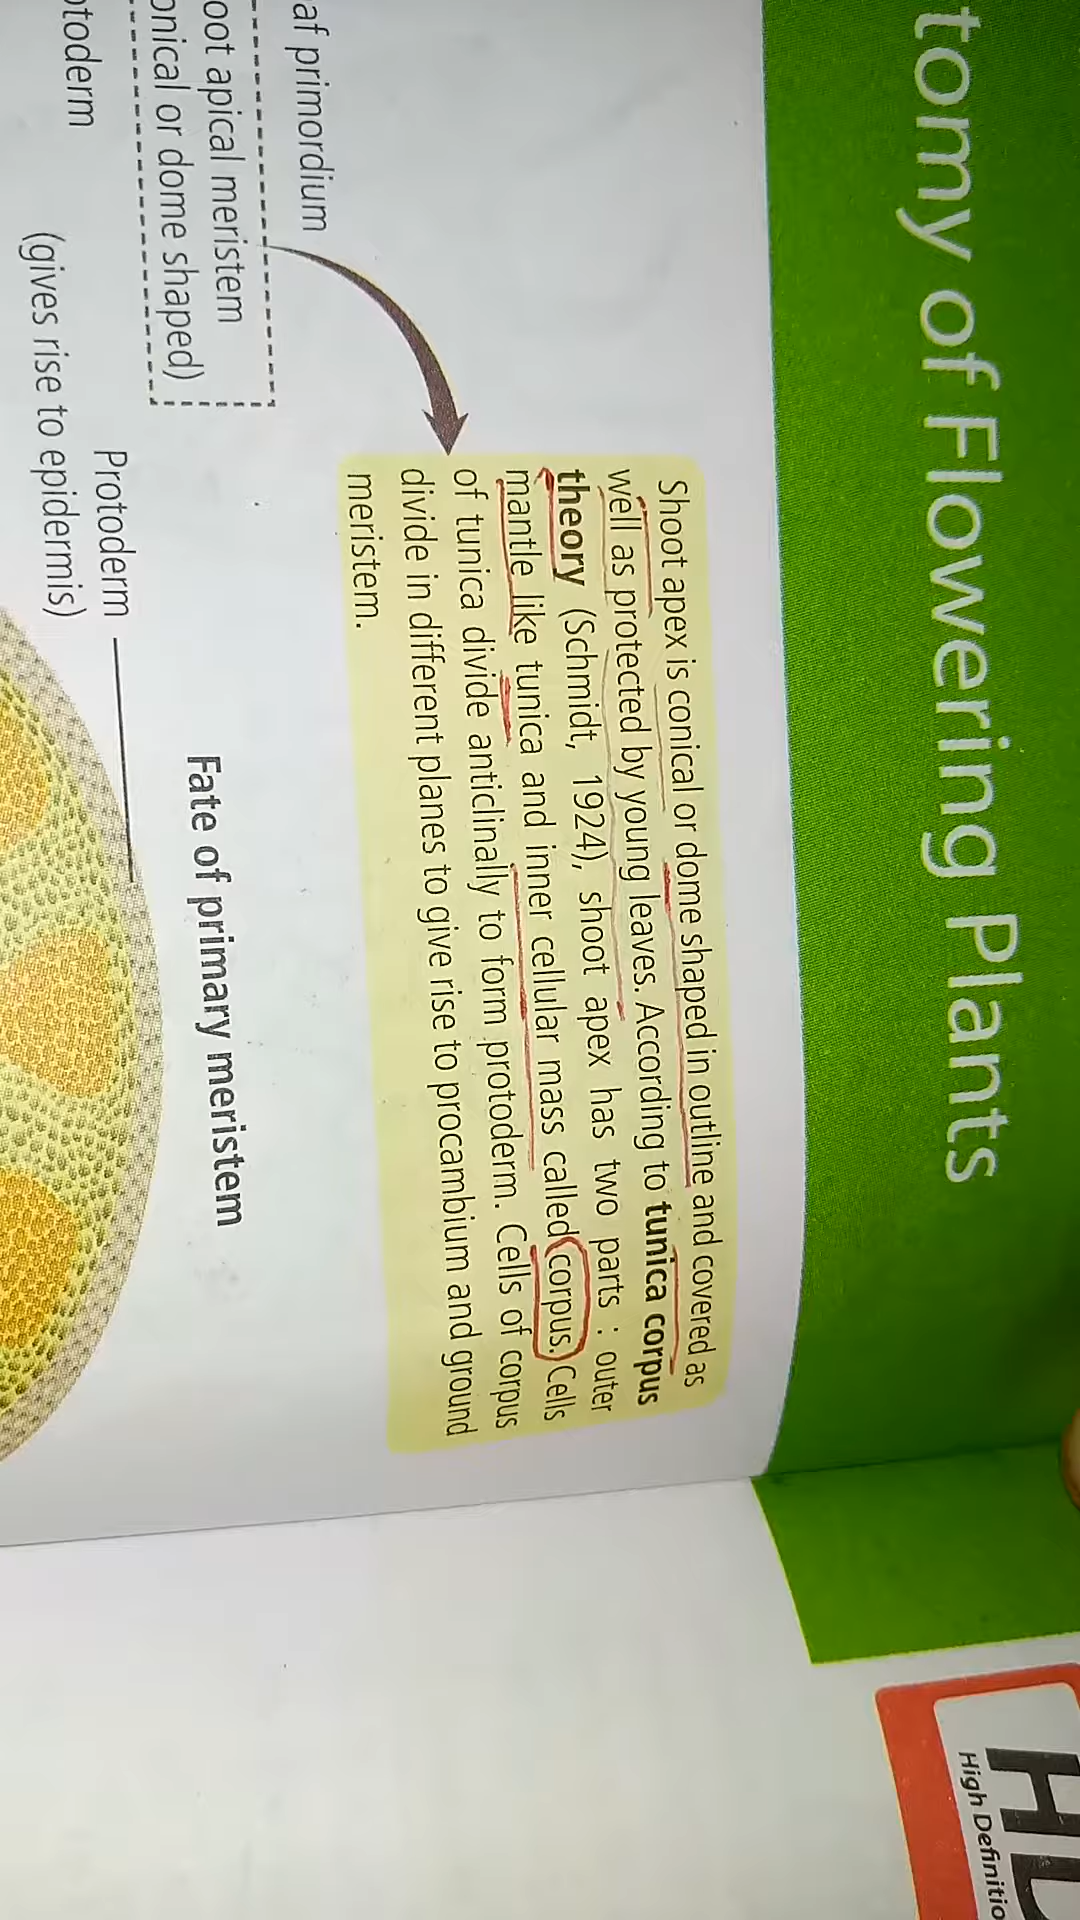 tomy of Flowering Plants
Shoot apex is conical or dome shaped in outline and covered as
well as protected by young leaves. According to tunica corpus
theory (Schmidt, 1924), shoot apex has two parts : outer
mantle like tunica and inner cellular mass called corpus. Cells
of tunica divide anticlinally to form protoderm. Cells of corpus
divide in different planes to give rise to procambium and ground
meristem.
af primordium
oot apical meristem
onical or dome shaped)
otoderm
(gives rise to epidermis)
Fate of primary meristem
Protoderm
HD
High Definitio